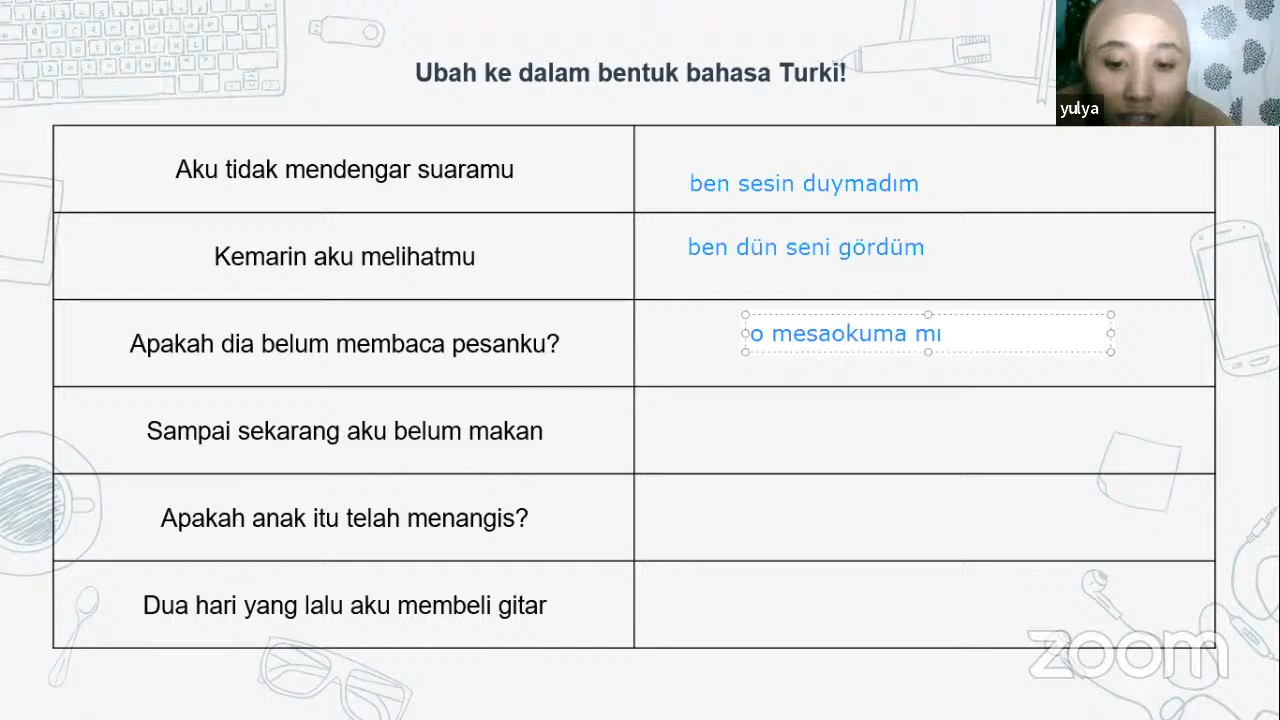 Ubah ke dalam bentuk bahasa Turki!
yulya
Aku tidak mendengar suaramu
ben sesin duymadım
Kemarin aku melihatmu
ben dün seni gördüm
Apakah dia belum membaca pesanku?
o mesaokuma mı
Sampai sekarang aku belum makan
Apakah anak itu telah menangis?
Dua hari yang lalu aku membeli gitar
zoom